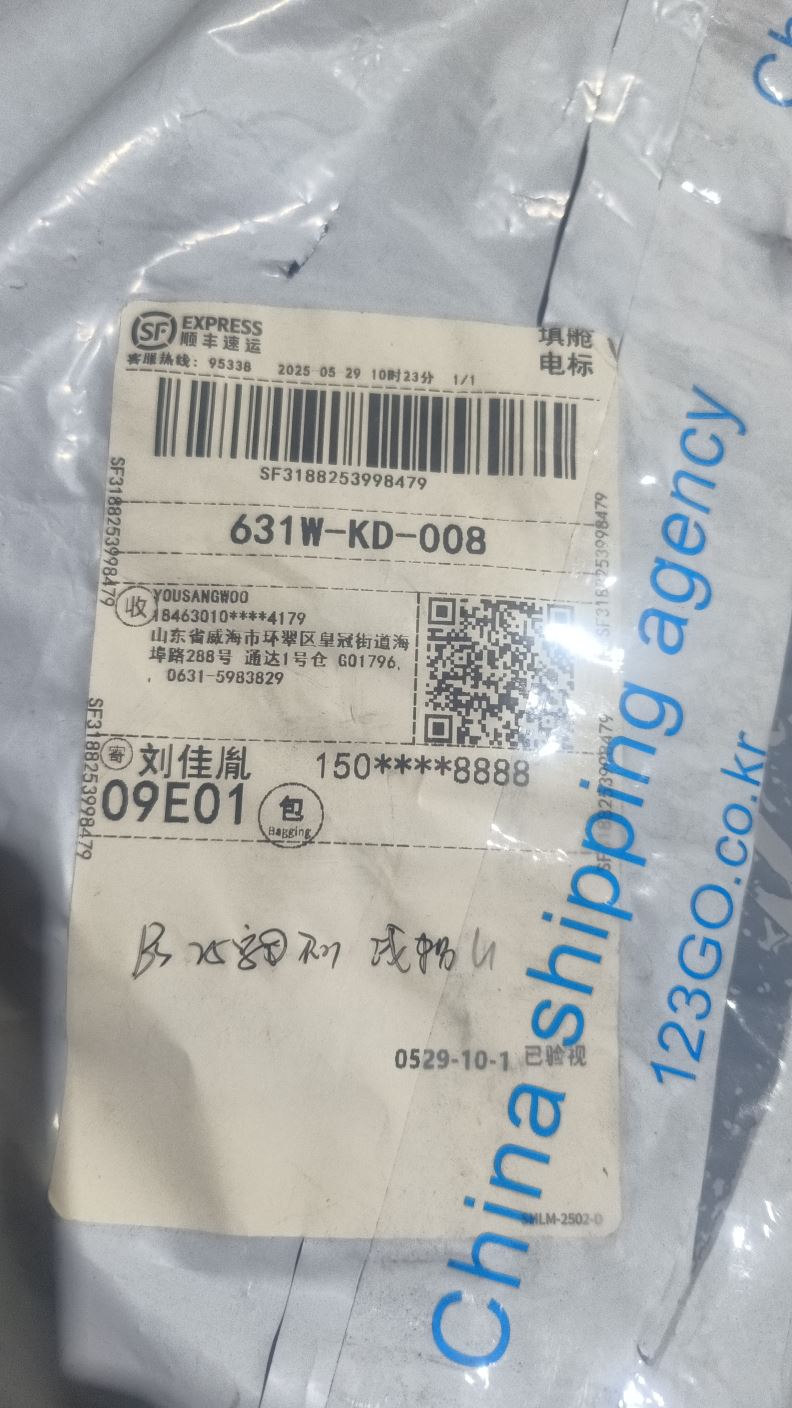 SF EXPRESS
顺丰速运
填舱
电标
客服热线：95338 2025-05-29 10时23分 1/1
SF3188253998479
SF3188253998479
SF3188253998479
631W-KD-008
收 YOUSANGWOO
18463010****4179
山东省威海市环翠区皇冠街道海
埠路288号 通达1号仓 G01796,
, 0631-5983829
SF3188253998479
寄 刘佳胤 150****8888
09E01 包
Bagging
0529-10-1 已验视
SHLM-2502-D
China shipping agency
123GO.co.kr
Ch